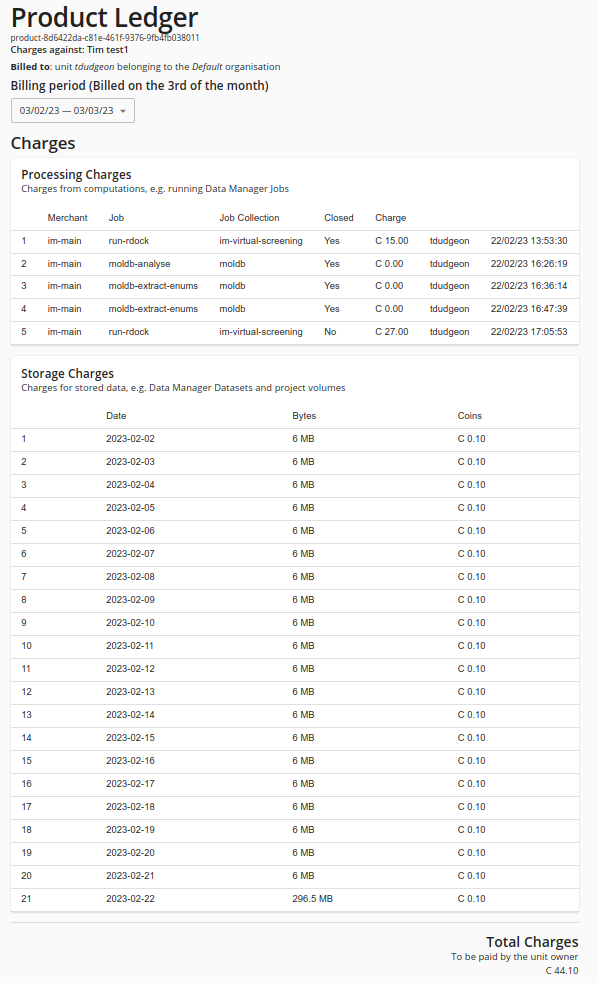 Product Ledger
product-8d6422da-c81e-461f-9376-9fb4fb038011
Charges against: Tim test1
Billed to: unit tdudgeon belonging to the Default organisation
Billing period (Billed on the 3rd of the month)
03/02/23 — 03/03/23
Charges
Processing Charges
Charges from computations, e.g. running Data Manager Jobs
Merchant Job Job Collection Closed Charge
1 im-main run-rdock im-virtual-screening Yes C 15.00 tdudgeon 22/02/23 13:53:30
2 im-main moldb-analyse moldb Yes C 0.00 tdudgeon 22/02/23 16:26:19
3 im-main moldb-extract-enums moldb Yes C 0.00 tdudgeon 22/02/23 16:36:14
4 im-main moldb-extract-enums moldb Yes C 0.00 tdudgeon 22/02/23 16:47:39
5 im-main run-rdock im-virtual-screening No C 27.00 tdudgeon 22/02/23 17:05:53
Storage Charges
Charges for stored data, e.g. Data Manager Datasets and project volumes
Date Bytes Coins
1 2023-02-02 6 MB C 0.10
2 2023-02-03 6 MB C 0.10
3 2023-02-04 6 MB C 0.10
4 2023-02-05 6 MB C 0.10
5 2023-02-06 6 MB C 0.10
6 2023-02-07 6 MB C 0.10
7 2023-02-08 6 MB C 0.10
8 2023-02-09 6 MB C 0.10
9 2023-02-10 6 MB C 0.10
10 2023-02-11 6 MB C 0.10
11 2023-02-12 6 MB C 0.10
12 2023-02-13 6 MB C 0.10
13 2023-02-14 6 MB C 0.10
14 2023-02-15 6 MB C 0.10
15 2023-02-16 6 MB C 0.10
16 2023-02-17 6 MB C 0.10
17 2023-02-18 6 MB C 0.10
18 2023-02-19 6 MB C 0.10
19 2023-02-20 6 MB C 0.10
20 2023-02-21 6 MB C 0.10
21 2023-02-22 296.5 MB C 0.10
Total Charges
To be paid by the unit owner
C 44.10